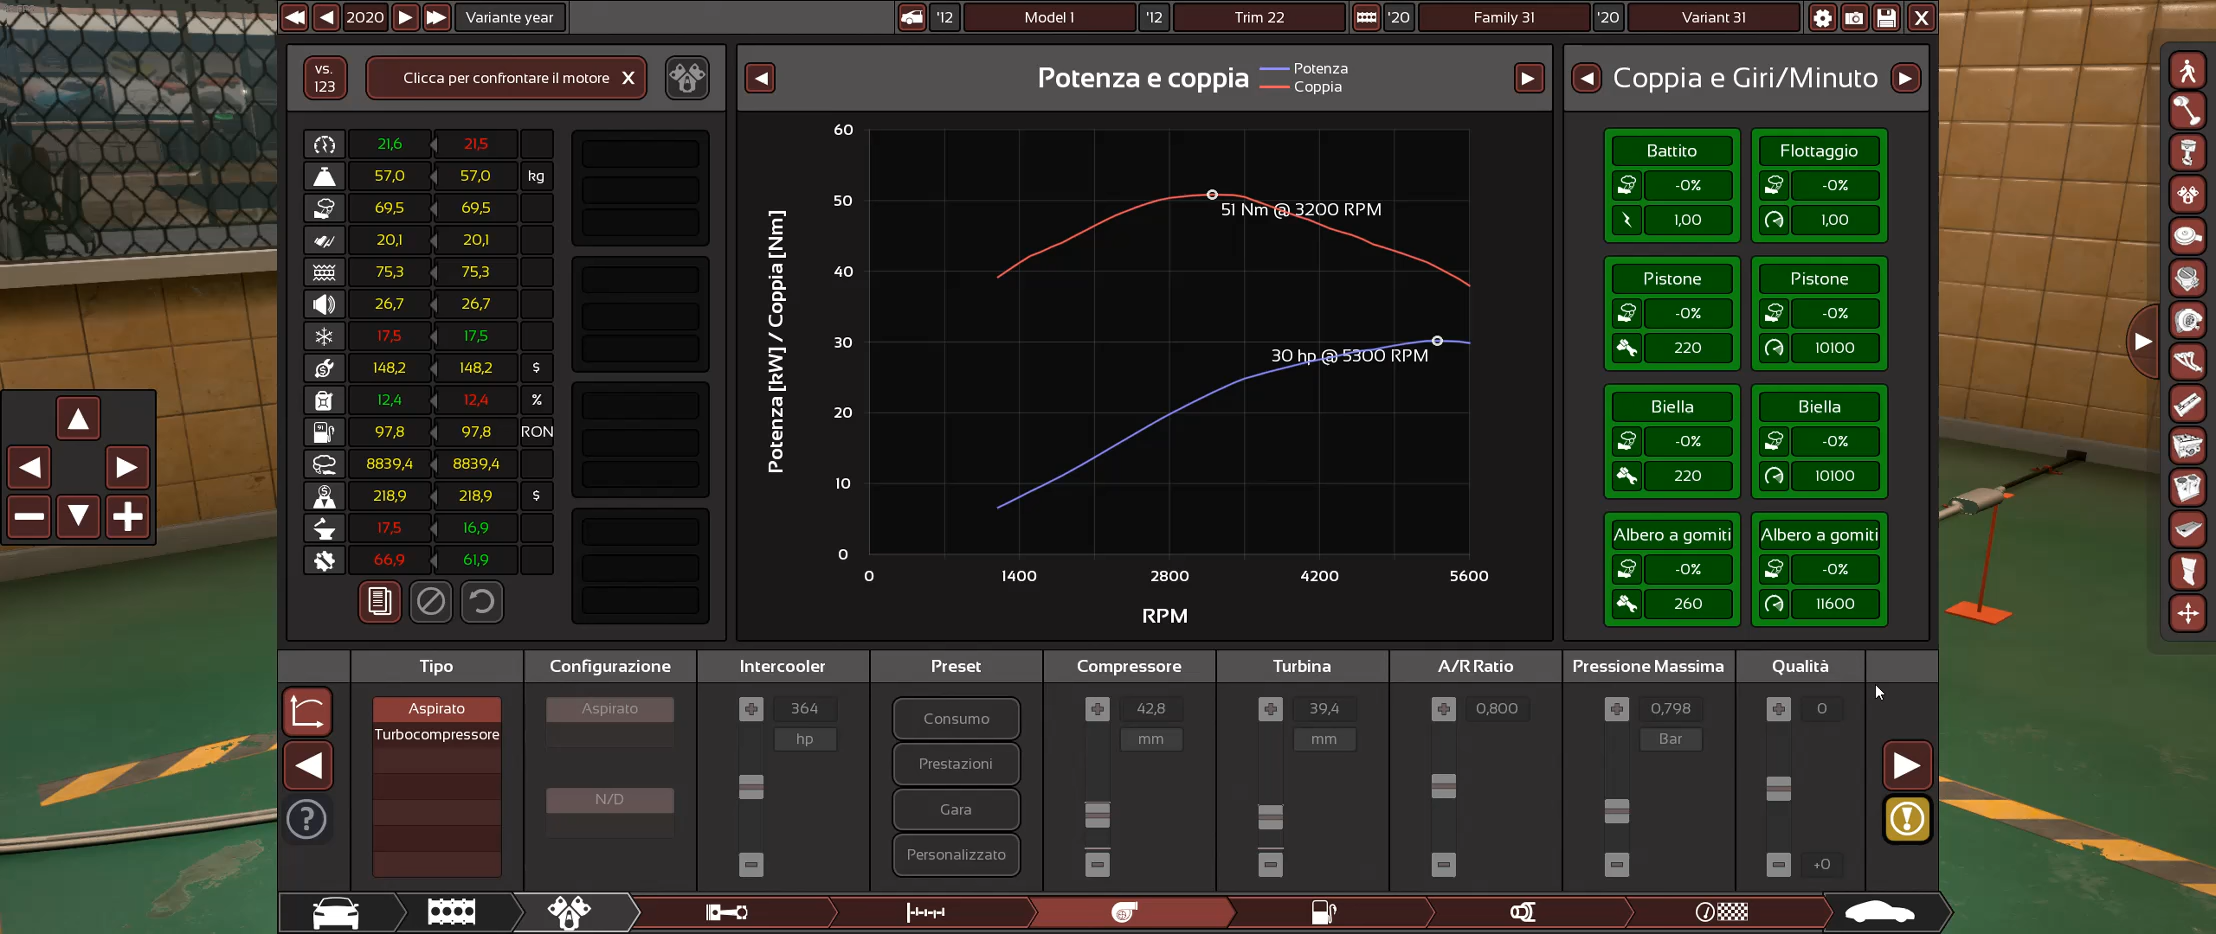 2020
Variante year
'12
Model 1
'12
Trim 22
'20
Family 31
'20
Variant 31
X
vs.
123
Clicca per confrontare il motore X
21,6 21,5
57,0 57,0 kg
69,5 69,5
20,1 20,1
75,3 75,3
26,7 26,7
17,5 17,5
148,2 148,2 $
12,4 12,4 %
97,8 97,8 RON
8839,4 8839,4
218,9 218,9 $
17,5 16,9
66,9 61,9
Potenza e coppia
Potenza
Coppia
Potenza [kW] / Coppia [Nm]
60
50
40
30
20
10
0
51 Nm @ 3200 RPM
30 hp @ 5300 RPM
0 1400 2800 4200 5600
RPM
Coppia e Giri/Minuto
Battito Flottaggio
-0% -0%
1,00 1,00
Pistone Pistone
-0% -0%
220 10100
Biella Biella
-0% -0%
220 10100
Albero a gomiti Albero a gomiti
-0% -0%
260 11600
Tipo Configurazione Intercooler Preset Compressore Turbina A/R Ratio Pressione Massima Qualità
Aspirato
Turbocompressore
Aspirato
N/D
364
hp
Consumo
Prestazioni
Gara
Personalizzato
42,8
mm
39,4
mm
0,800
0,798
Bar
0
+0